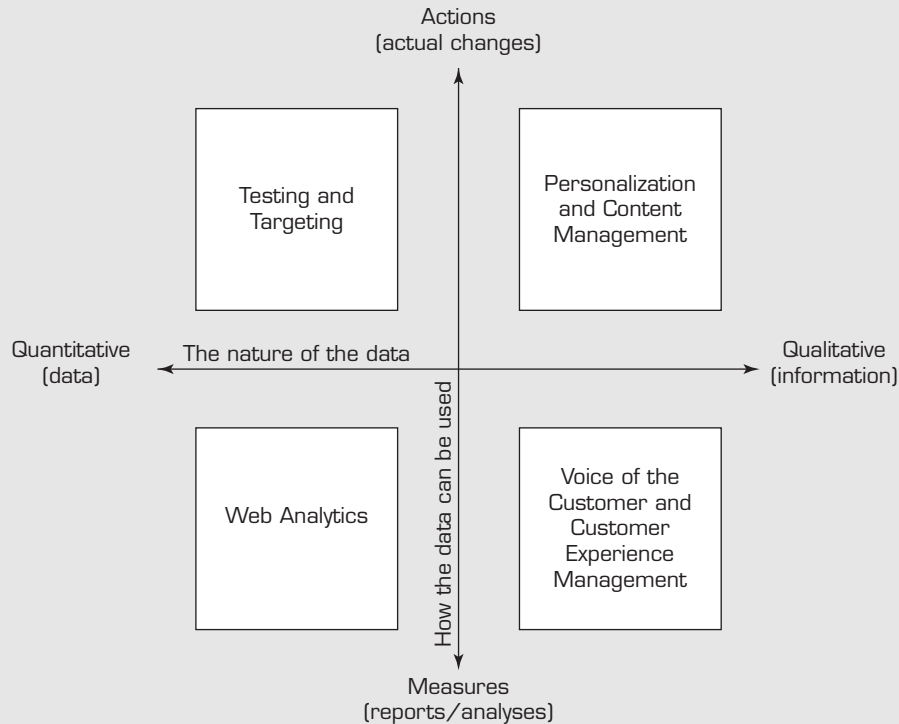 Actions
(actual changes)
Testing and
Targeting
Personalization
and Content
Management
Quantitative
(data)
The nature of the data
Qualitative
(information)
How the data can be used
Web Analytics
Voice of the
Customer and
Customer
Experience
Management
Measures
(reports/analyses)